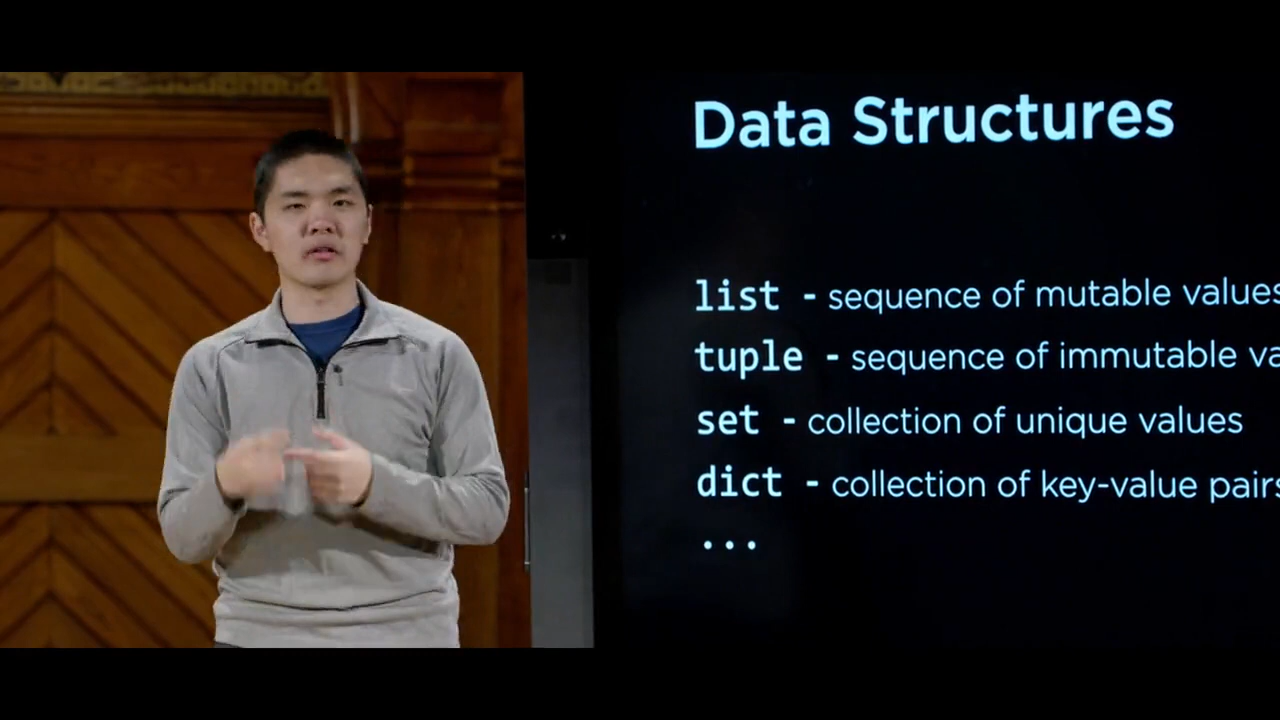 Data Structures
list - sequence of mutable values
tuple - sequence of immutable va
set - collection of unique values
dict - collection of key-value pairs
...